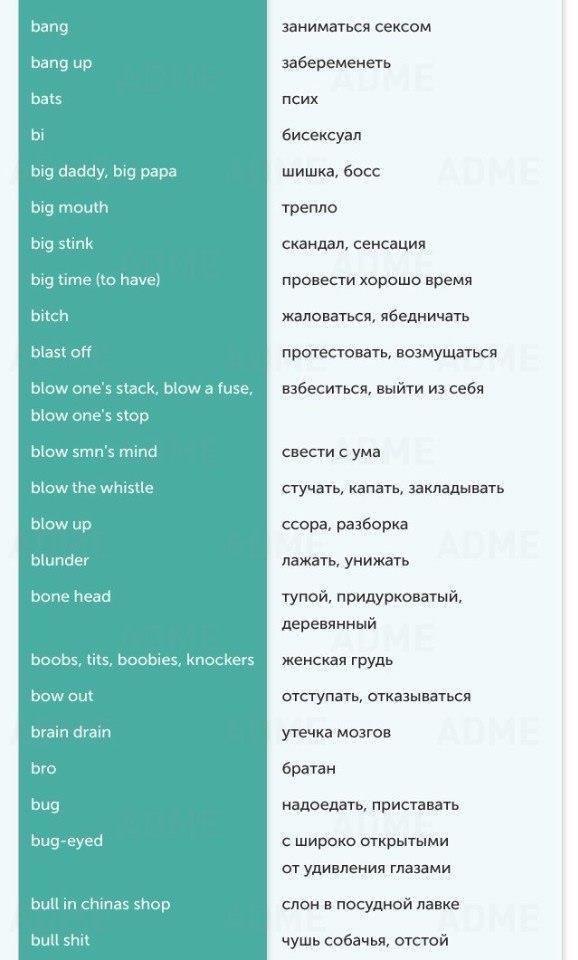 bang заниматься сексом
bang up забеременеть
bats псих
bi бисексуал
big daddy, big papa шишка, босс
big mouth трепло
big stink скандал, сенсация
big time (to have) провести хорошо время
bitch жаловаться, ябедничать
blast off протестовать, возмущаться
blow one's stack, blow a fuse, взбеситься, выйти из себя
blow one's stop
blow smn's mind свести с ума
blow the whistle стучать, капать, закладывать
blow up ссора, разборка
blunder лажать, унижать
bone head тупой, придурковатый,
деревянный
boobs, tits, boobies, knockers женская грудь
bow out отступать, отказываться
brain drain утечка мозгов
bro братан
bug надоедать, приставать
bug-eyed с широко открытыми
от удивления глазами
bull in chinas shop слон в посудной лавке
bull shit чушь собачья, отстой